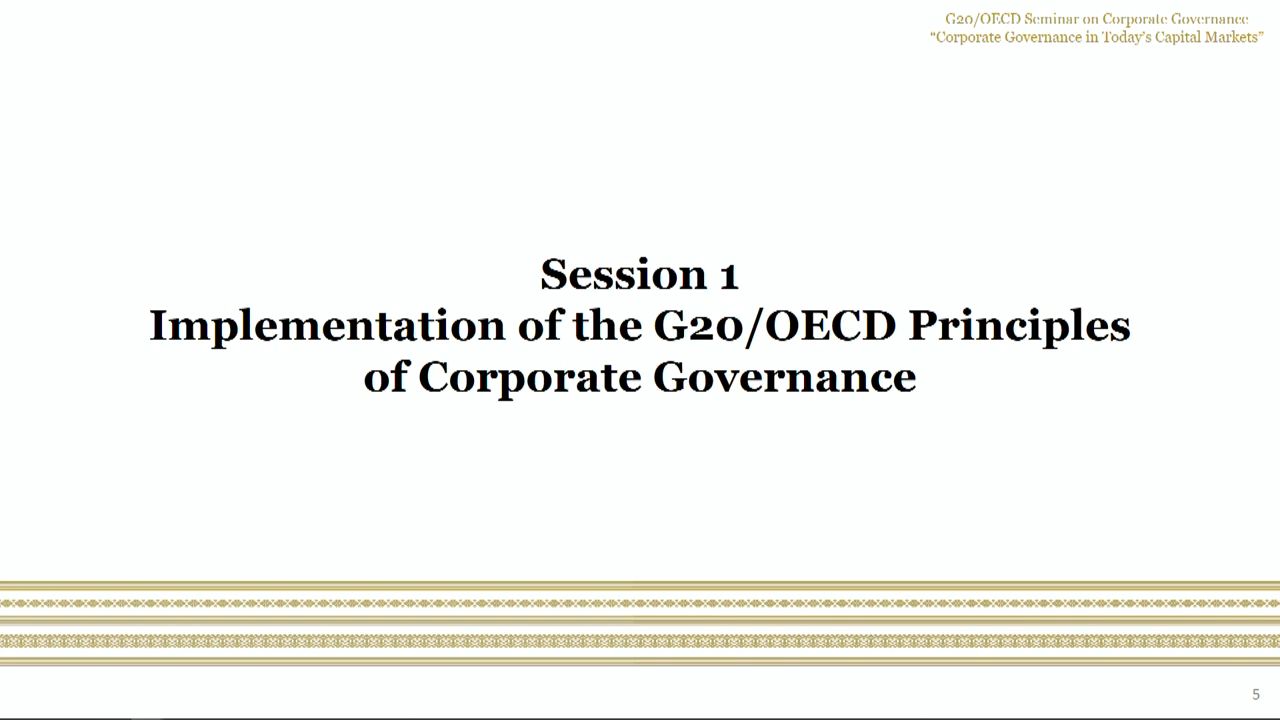 G20/OECD Seminar on Corporate Governance
“Corporate Governance in Today’s Capital Markets”
Session 1
Implementation of the G20/OECD Principles
of Corporate Governance
5